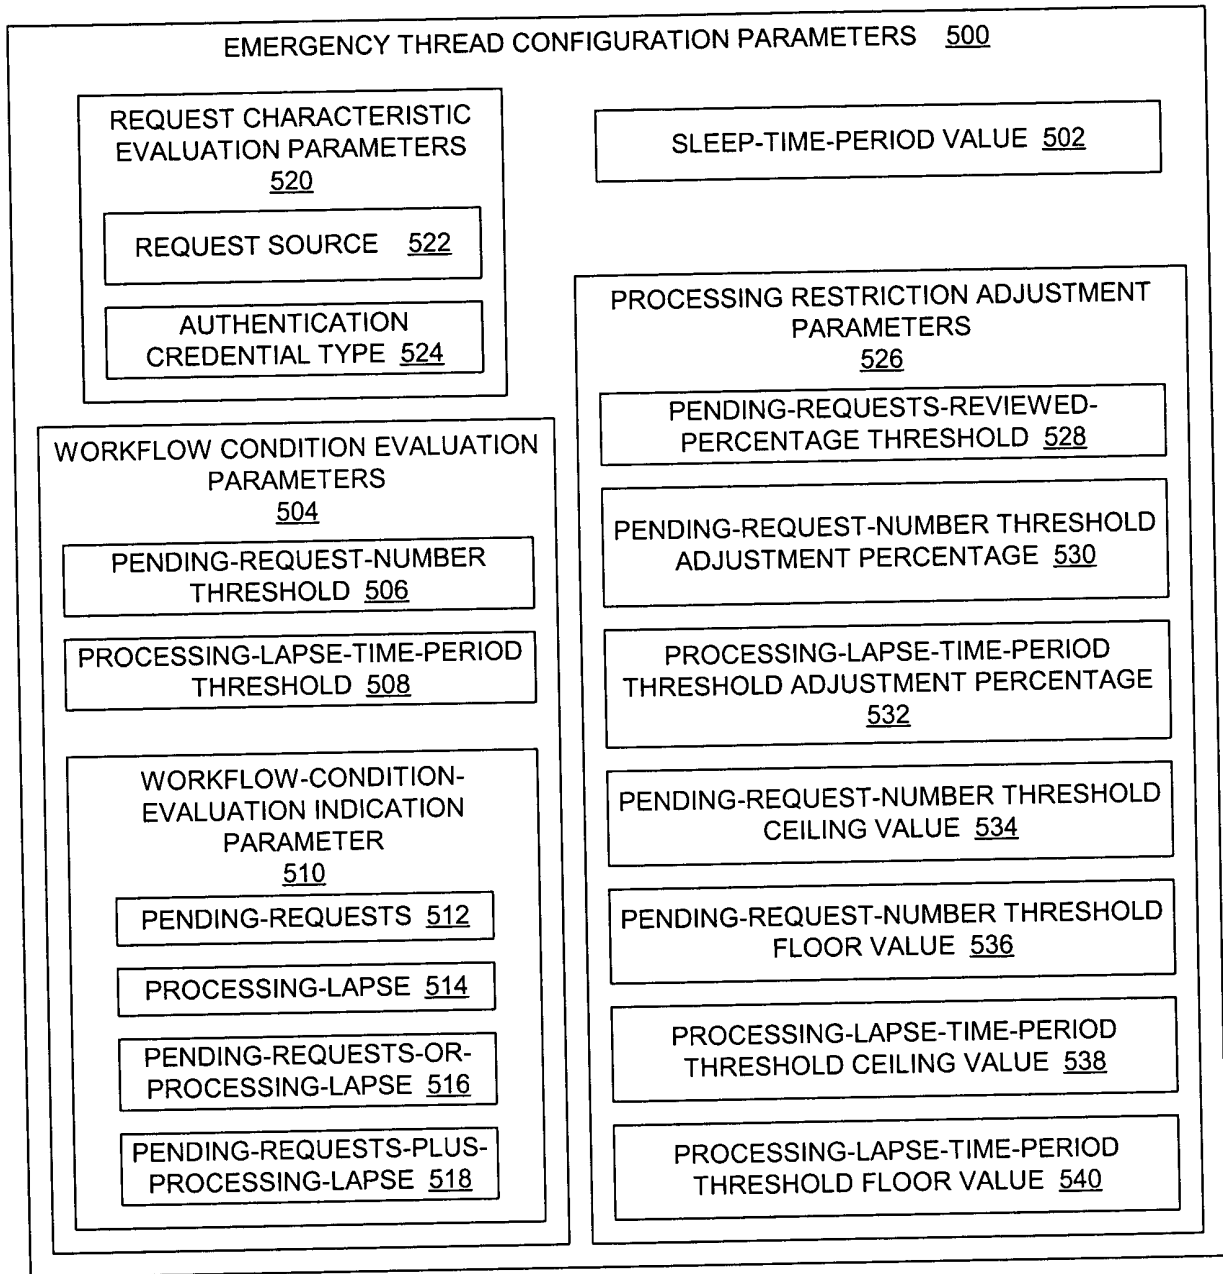 EMERGENCY THREAD CONFIGURATION PARAMETERS 500
REQUEST CHARACTERISTIC
EVALUATION PARAMETERS
520
REQUEST SOURCE 522
AUTHENTICATION
CREDENTIAL TYPE 524
WORKFLOW CONDITION EVALUATION
PARAMETERS
504
PENDING-REQUEST-NUMBER
THRESHOLD 506
PROCESSING-LAPSE-TIME-PERIOD
THRESHOLD 508
WORKFLOW-CONDITION-
EVALUATION INDICATION
PARAMETER
510
PENDING-REQUESTS 512
PROCESSING-LAPSE 514
PENDING-REQUESTS-OR-
PROCESSING-LAPSE 516
PENDING-REQUESTS-PLUS-
PROCESSING-LAPSE 518
SLEEP-TIME-PERIOD VALUE 502
PROCESSING RESTRICTION ADJUSTMENT
PARAMETERS
526
PENDING-REQUESTS-REVIEWED-
PERCENTAGE THRESHOLD 528
PENDING-REQUEST-NUMBER THRESHOLD
ADJUSTMENT PERCENTAGE 530
PROCESSING-LAPSE-TIME-PERIOD
THRESHOLD ADJUSTMENT PERCENTAGE
532
PENDING-REQUEST-NUMBER THRESHOLD
CEILING VALUE 534
PENDING-REQUEST-NUMBER THRESHOLD
FLOOR VALUE 536
PROCESSING-LAPSE-TIME-PERIOD
THRESHOLD CEILING VALUE 538
PROCESSING-LAPSE-TIME-PERIOD
THRESHOLD FLOOR VALUE 540